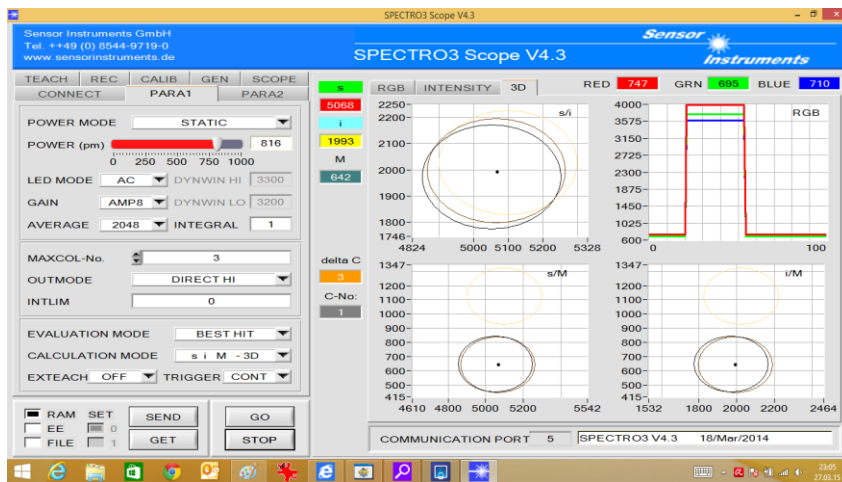 SPECTRO3 Scope V4.3
Sensor Instruments GmbH
Tel. ++49 (0) 8544-9719-0
www.sensorinstruments.de
SPECTRO3 Scope V4.3
Sensor
Instruments
TEACH REC CALIB GEN SCOPE
CONNECT PARA1 PARA2
POWER MODE STATIC
POWER (pm) 816
0 250 500 750 1000
LED MODE AC DYNWIN HI 3300
GAIN AMP8 DYNWIN LO 3200
AVERAGE 2048 INTEGRAL 1
MAXCOL-No. 3
OUTMODE DIRECT HI
INTLIM 0
EVALUATION MODE BEST HIT
CALCULATION MODE s i M - 3D
EXTEACH OFF TRIGGER CONT
RAM SET
EE 0
FILE 1
SEND GO
GET STOP
s
5068
i
1993
M
642
delta C
3
C-No:
1
RGB INTENSITY 3D
RED 747 GRN 695 BLUE 710
s/i
2250
2200
2100
2000
1900
1800
1746
4824 5000 5100 5200 5328
RGB
4000
3575
3150
2725
2300
1875
1450
1025
600
0 100
s/M
1347
1200
1100
1000
900
800
700
600
500
415
4610 4800 5000 5200 5542
i/M
1347
1200
1100
1000
900
800
700
600
500
415
1532 1800 2000 2200 2464
COMMUNICATION PORT 5 SPECTRO3 V4.3 18/Mar/2014
23:05
27.03.15